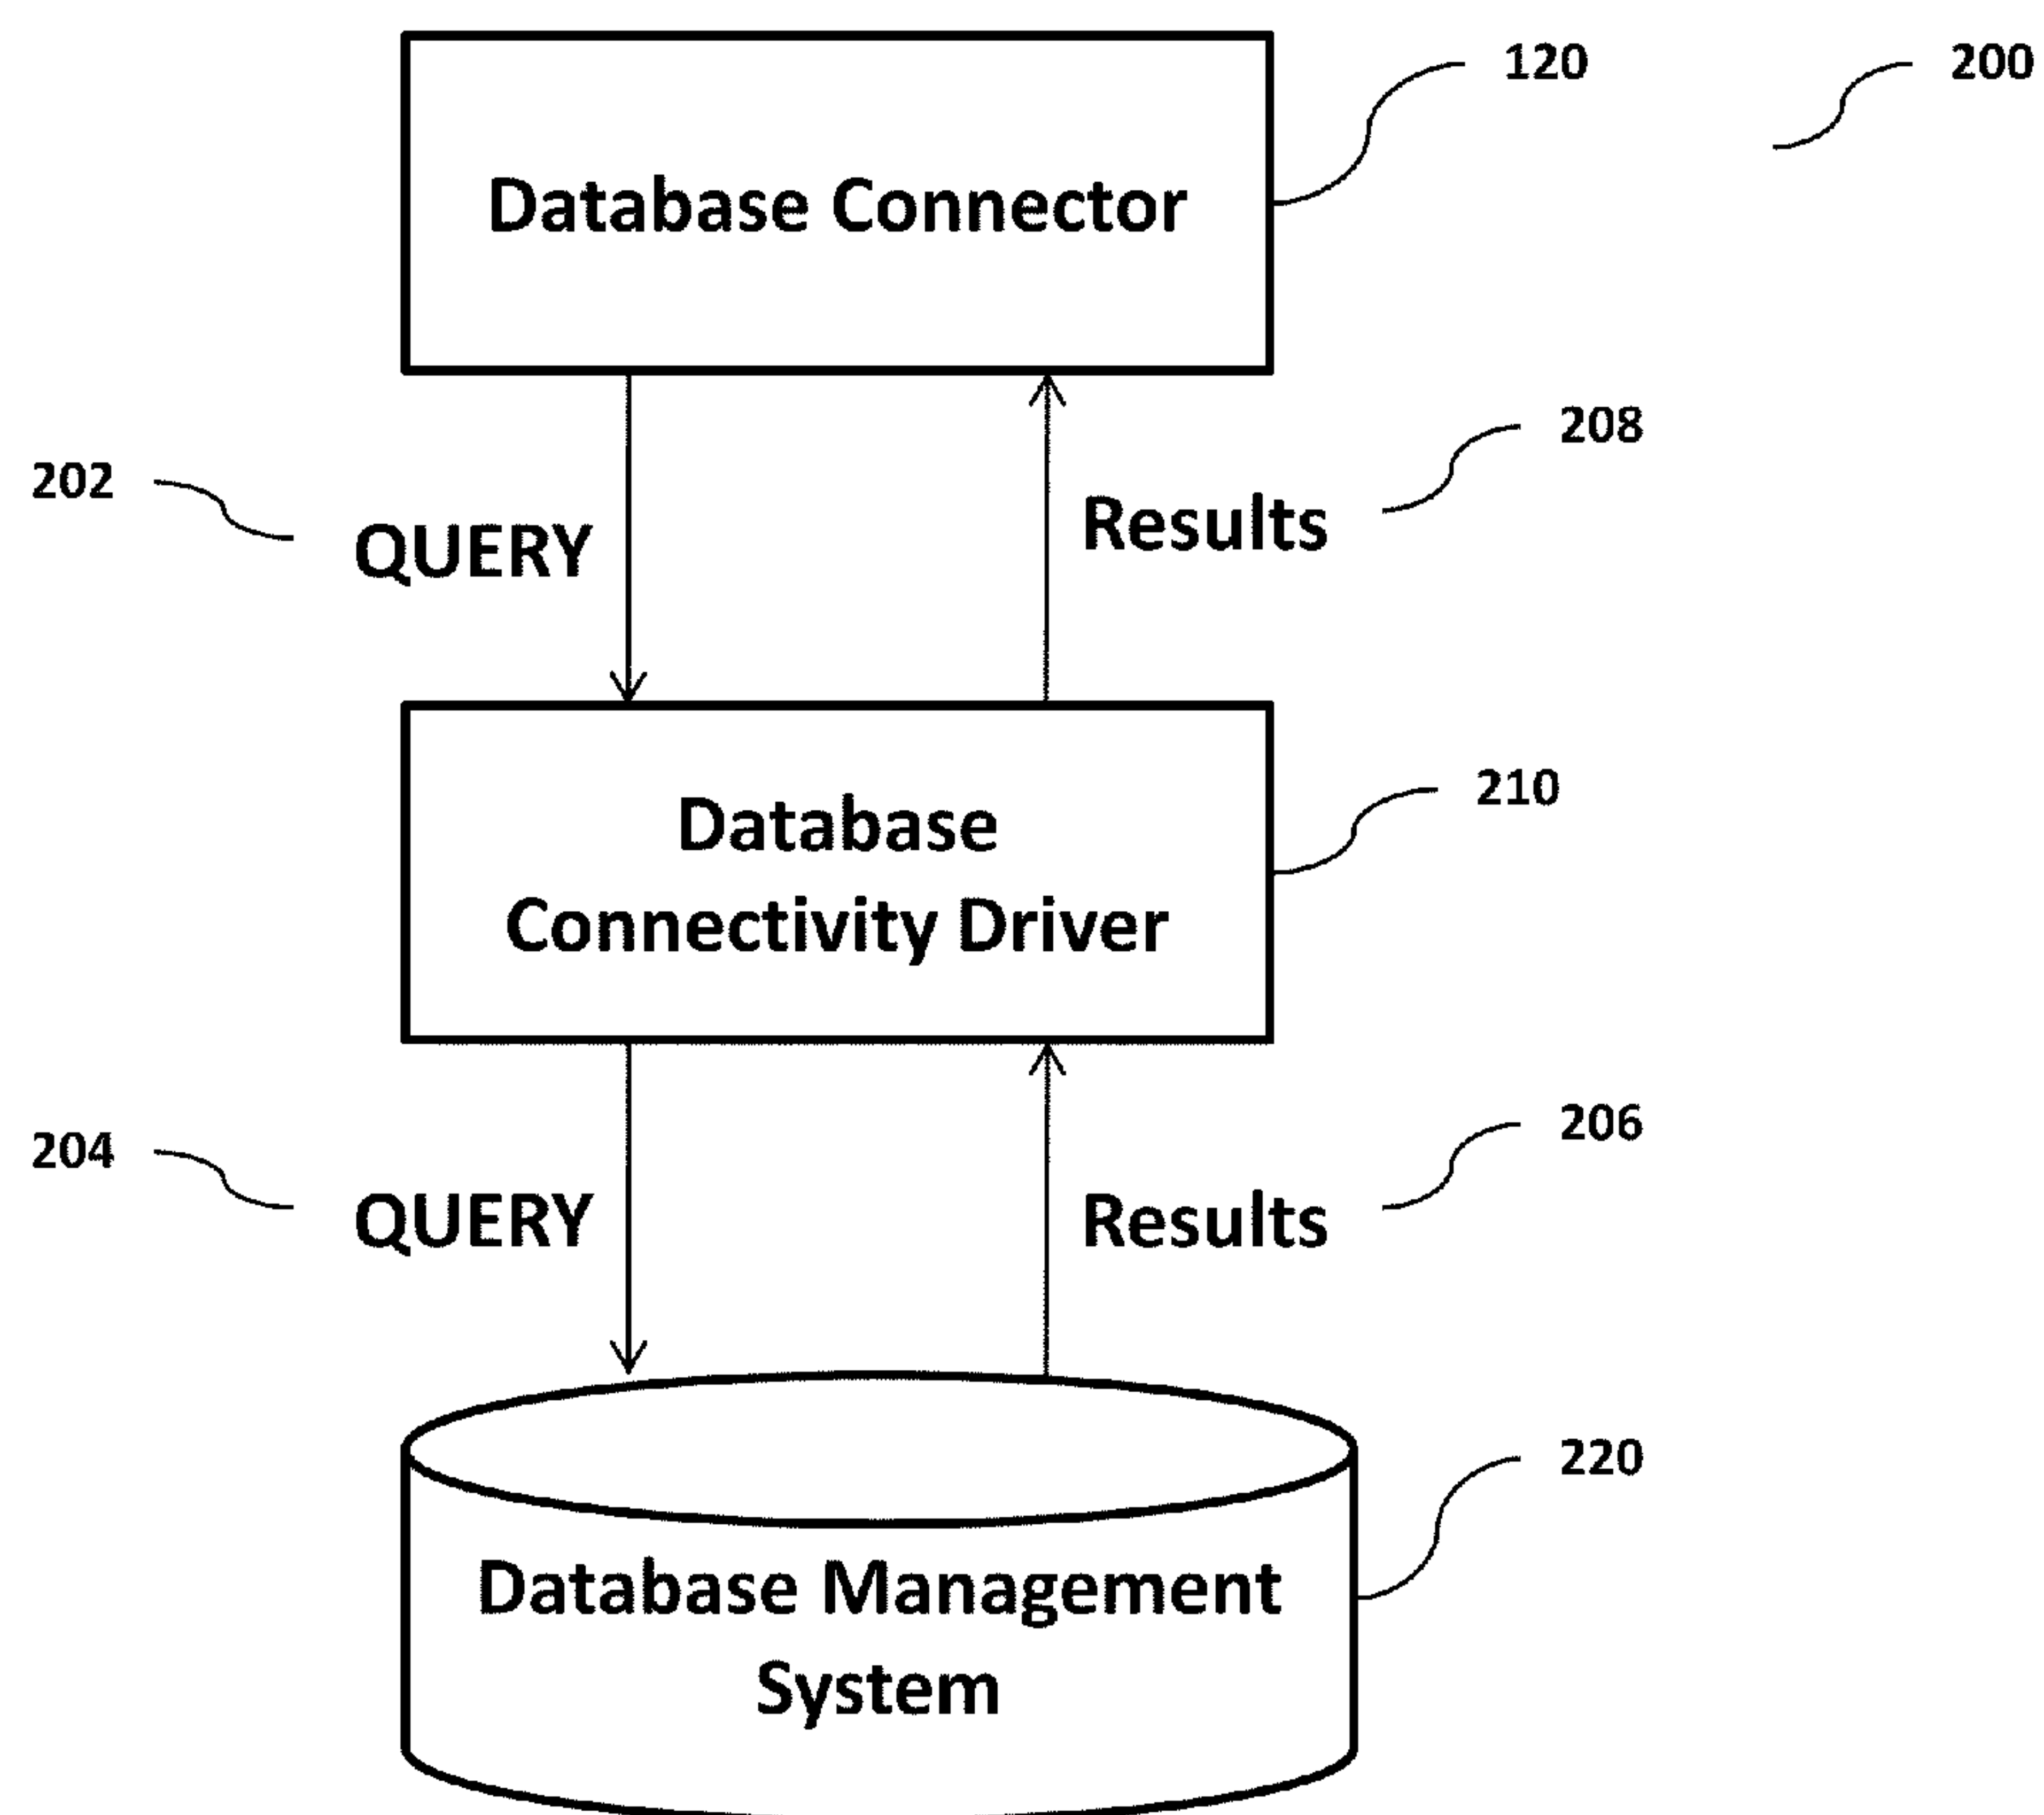 120
200
Database Connector
208
202
Results
QUERY
210
Database
Connectivity Driver
206
204
Results
QUERY
220
Database Management
System